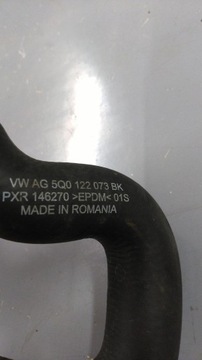 VW AG 5Q0 122 073 BK
PXR 146270 >EPDM< 01S
MADE IN ROMANIA